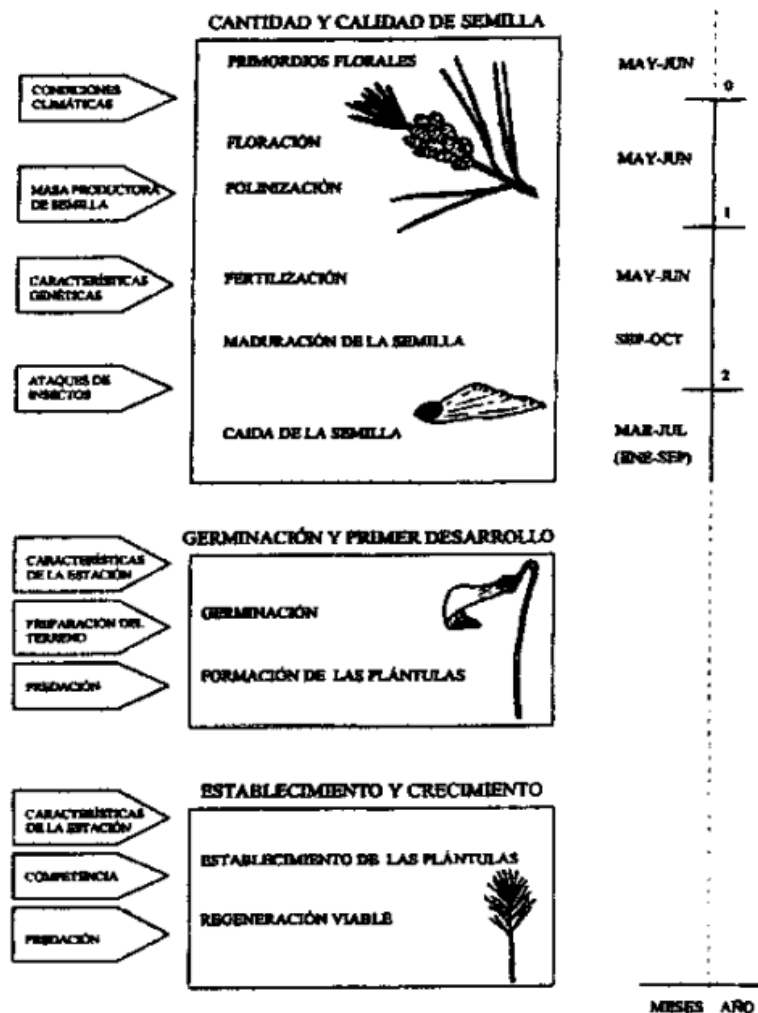 CANTIDAD Y CALIDAD DE SEMILLA
CONDICIONES
CLIMÁTICAS
PRIMORDIOS FLORALES
MAY-JUN
0
MASA PRODUCTORA
DE SEMILLA
FLORACIÓN
POLINIZACIÓN
MAY-JUN
1
CARACTERÍSTICAS
GENÉTICAS
FERTILIZACIÓN
MAY-JUN
MADURACIÓN DE LA SEMILLA
SEP-OCT
2
ATAQUES DE
INSECTOS
CAIDA DE LA SEMILLA
MAR-JUL
(ENE-SEP)
GERMINACIÓN Y PRIMER DESARROLLO
CARACTERÍSTICAS
DE LA ESTACIÓN
PREPARACIÓN DEL
TERRENO
PREDACIÓN
GERMINACIÓN
FORMACIÓN DE LAS PLÁNTULAS
ESTABLECIMIENTO Y CRECIMIENTO
CARACTERÍSTICAS
DE LA ESTACIÓN
COMPETENCIA
PREDACIÓN
ESTABLECIMIENTO DE LAS PLÁNTULAS
REGENERACIÓN VIABLE
MESES AÑO